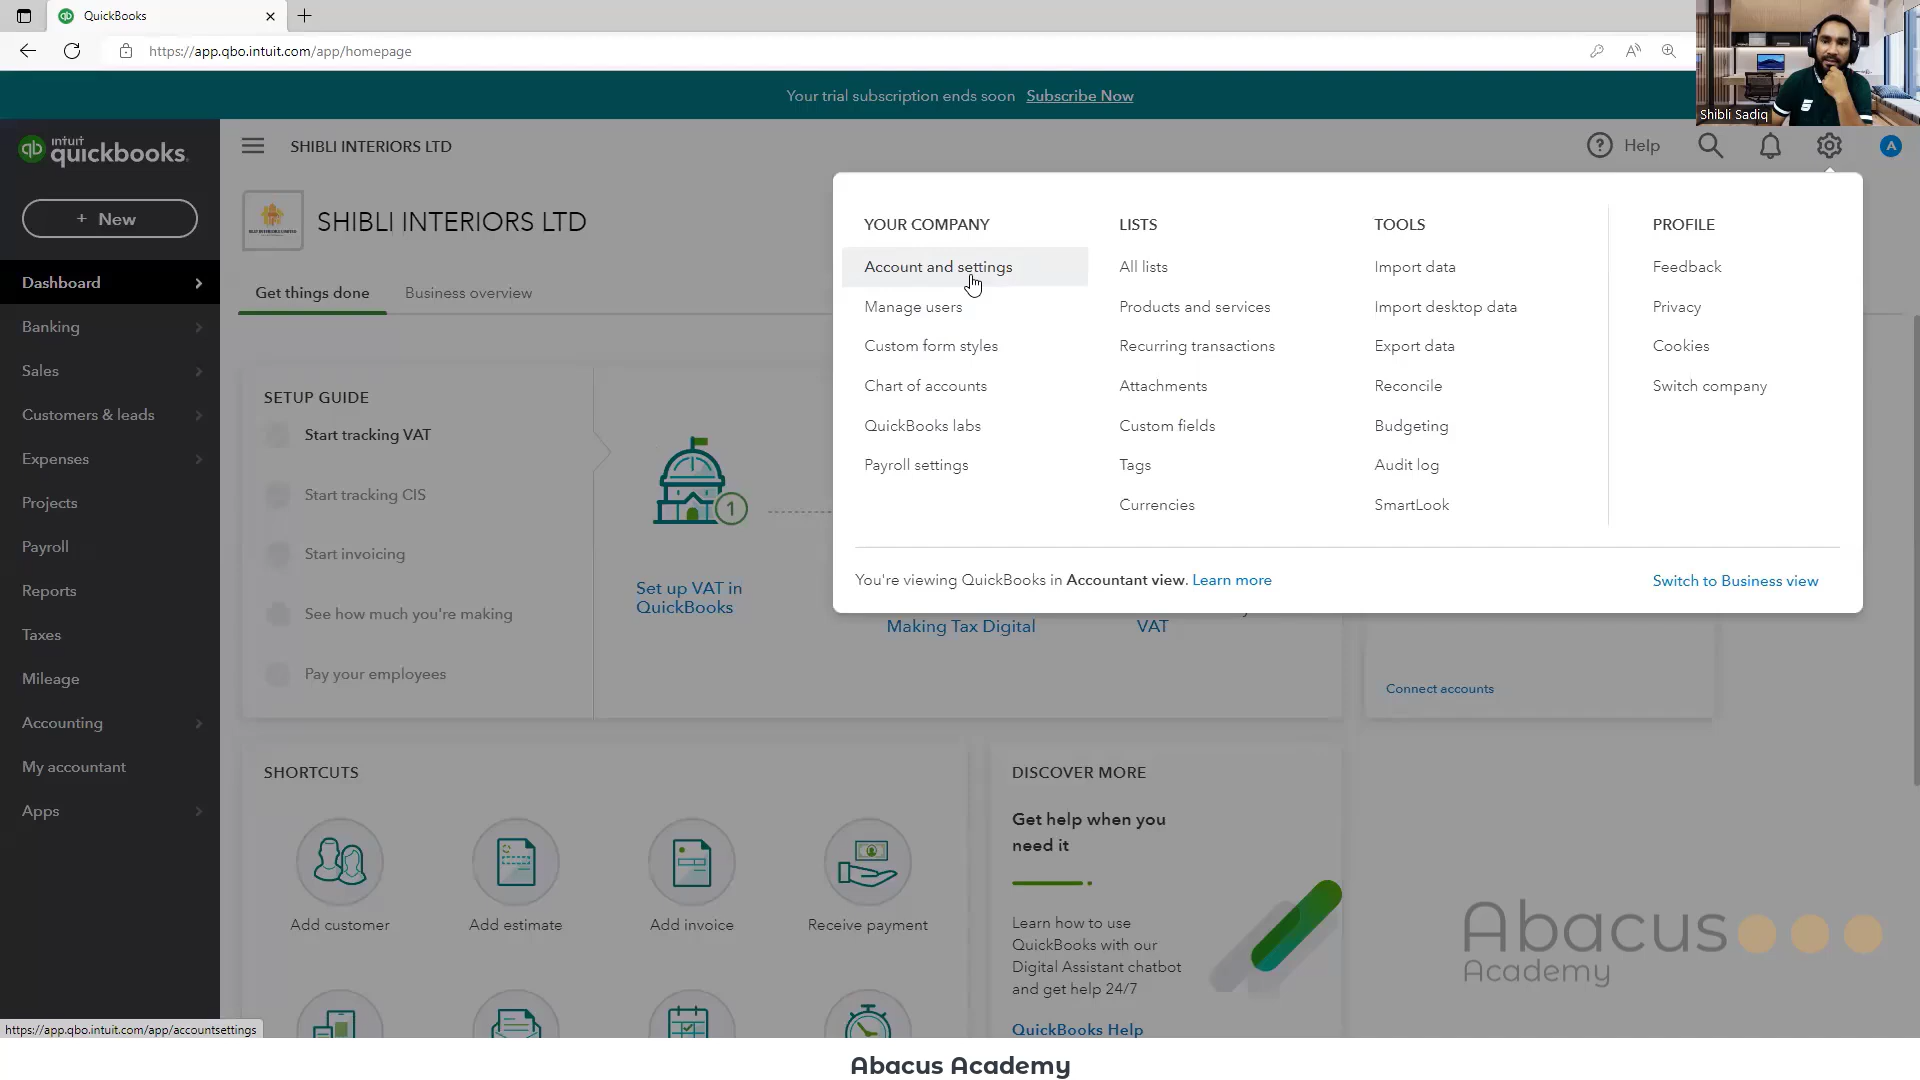 QuickBooks
https://app.qbo.intuit.com/app/homepage
Your trial subscription ends soon Subscribe Now
Shibli Sadiq
intuit
quickbooks.
SHIBLI INTERIORS LTD
Help
A
+ New
SHIBLI INTERIORS LTD
Dashboard
Banking
Sales
Customers & leads
Expenses
Projects
Payroll
Reports
Taxes
Mileage
Accounting
My accountant
Apps
Get things done
Business overview
YOUR COMPANY
Account and settings
Manage users
Custom form styles
Chart of accounts
QuickBooks labs
Payroll settings
LISTS
All lists
Products and services
Recurring transactions
Attachments
Custom fields
Tags
Currencies
TOOLS
Import data
Import desktop data
Export data
Reconcile
Budgeting
Audit log
SmartLook
PROFILE
Feedback
Privacy
Cookies
Switch company
You're viewing QuickBooks in Accountant view. Learn more
Switch to Business view
SETUP GUIDE
Start tracking VAT
Start tracking CIS
Start invoicing
See how much you're making
Pay your employees
1
Set up VAT in
QuickBooks
Making Tax Digital
VAT
Connect accounts
SHORTCUTS
Add customer
Add estimate
Add invoice
Receive payment
DISCOVER MORE
Get help when you
need it
Learn how to use
QuickBooks with our
Digital Assistant chatbot
and get help 24/7
QuickBooks Help
Abacus
Academy
https://app.qbo.intuit.com/app/accountsettings
Abacus Academy